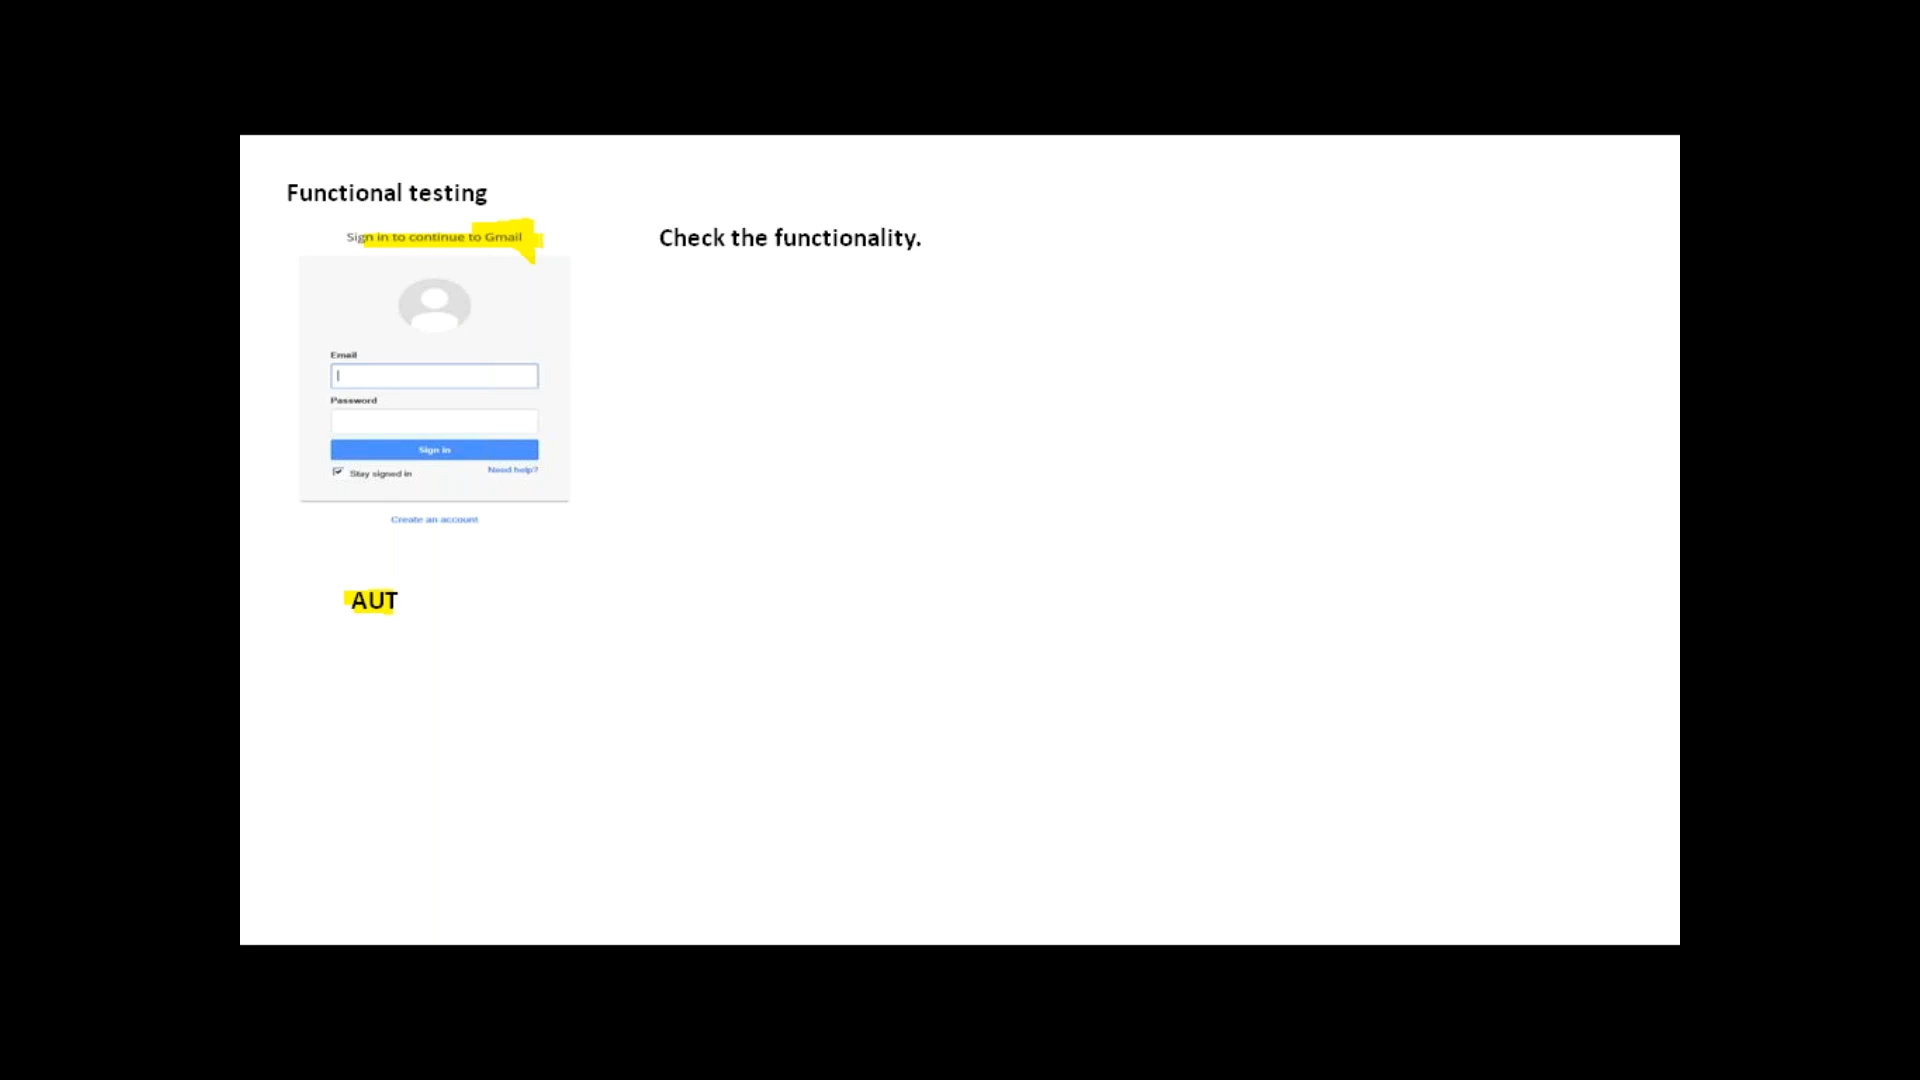 Functional testing
Sign in to continue to Gmail
Check the functionality.
Email
Password
Sign in
Stay signed in
Need help?
Create an account
AUT